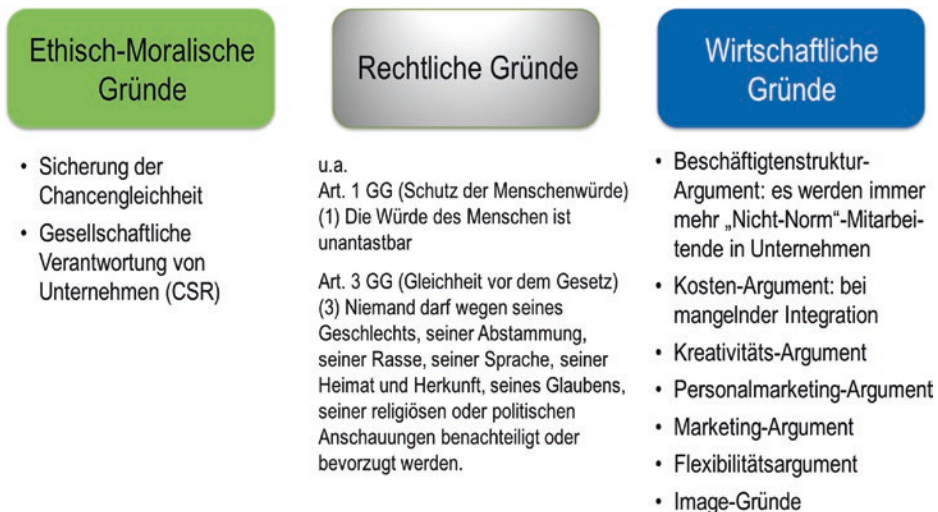 Ethisch-Moralische
Gründe
• Sicherung der
Chancengleichheit
• Gesellschaftliche
Verantwortung von
Unternehmen (CSR)
Rechtliche Gründe
u.a.
Art. 1 GG (Schutz der Menschenwürde)
(1) Die Würde des Menschen ist
unantastbar
Art. 3 GG (Gleichheit vor dem Gesetz)
(3) Niemand darf wegen seines
Geschlechts, seiner Abstammung,
seiner Rasse, seiner Sprache, seiner
Heimat und Herkunft, seines Glaubens,
seiner religiösen oder politischen
Anschauungen benachteiligt oder
bevorzugt werden.
Wirtschaftliche
Gründe
• Beschäftigtenstruktur-
Argument: es werden immer
mehr „Nicht-Norm“-Mitarbei-
tende in Unternehmen
• Kosten-Argument: bei
mangelnder Integration
• Kreativitäts-Argument
• Personalmarketing-Argument
• Marketing-Argument
• Flexibilitätsargument
• Image-Gründe